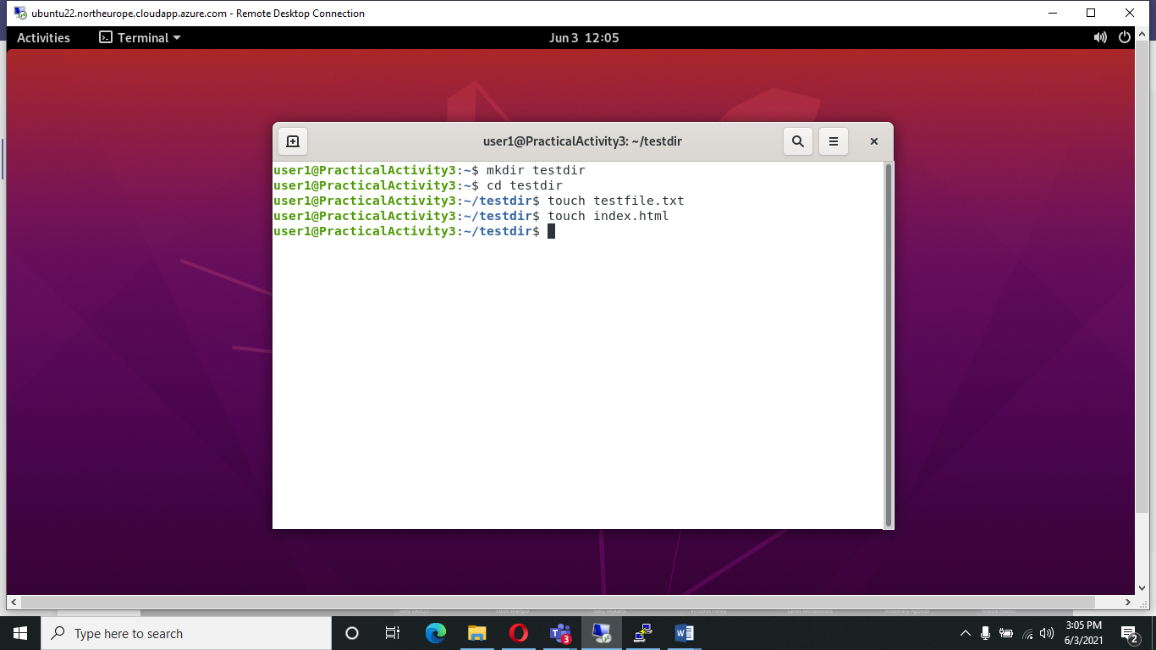 ubuntu22.northeurope.cloudapp.azure.com - Remote Desktop Connection
Activities
Terminal
Jun 3 12:05
user1@PracticalActivity3: ~/testdir
user1@PracticalActivity3:~$ mkdir testdir
user1@PracticalActivity3:~$ cd testdir
user1@PracticalActivity3:~/testdir$ touch testfile.txt
user1@PracticalActivity3:~/testdir$ touch index.html
user1@PracticalActivity3:~/testdir$
Type here to search
3
3:05 PM
6/3/2021
2